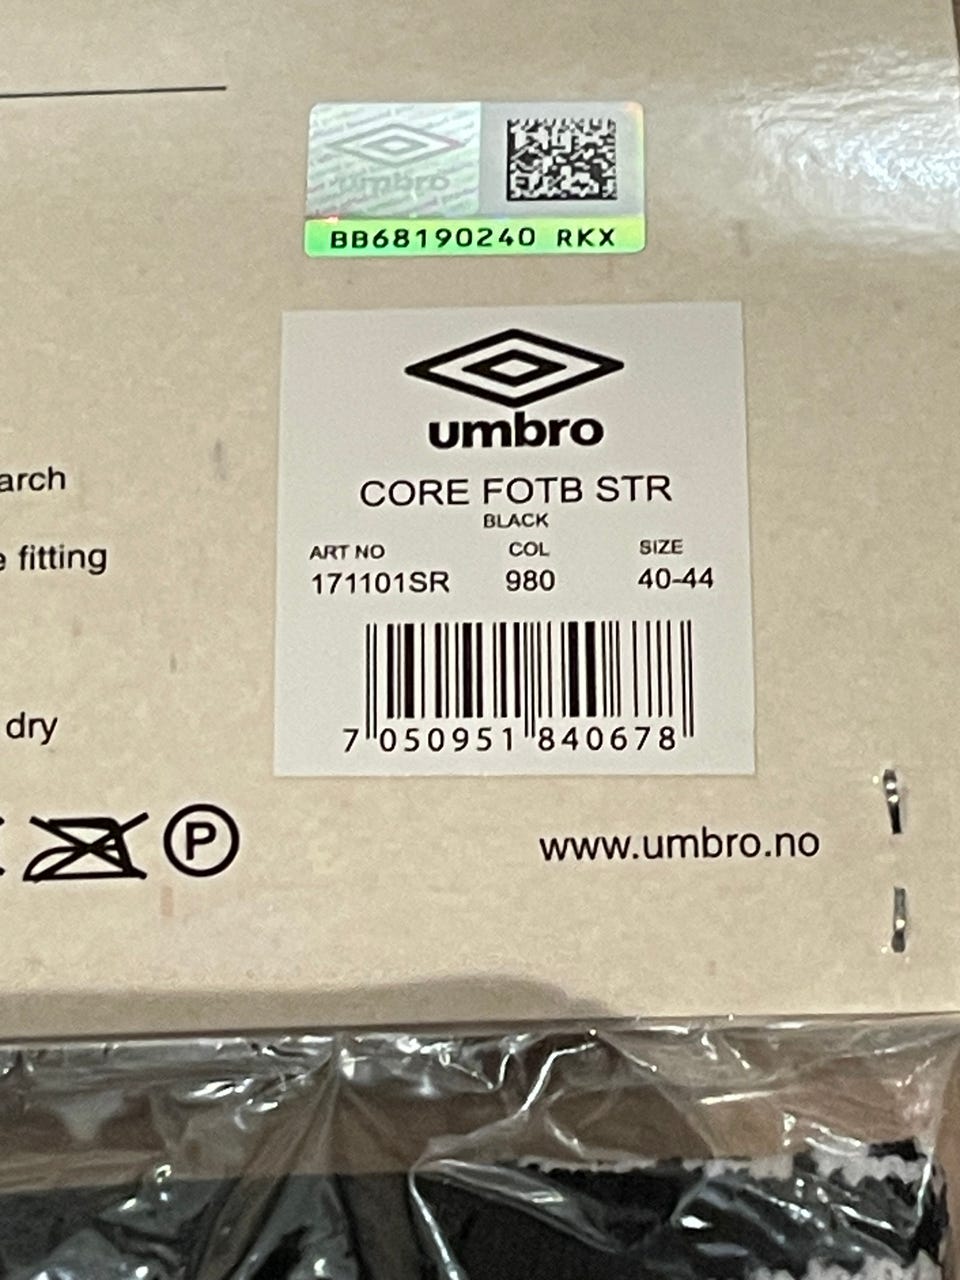 umbro
BB68190240 RKX
umbro
CORE FOTB STR
BLACK
ART NO COL SIZE
171101SR 980 40-44
arch
fitting
7 050951 840678
dry
P
www.umbro.no